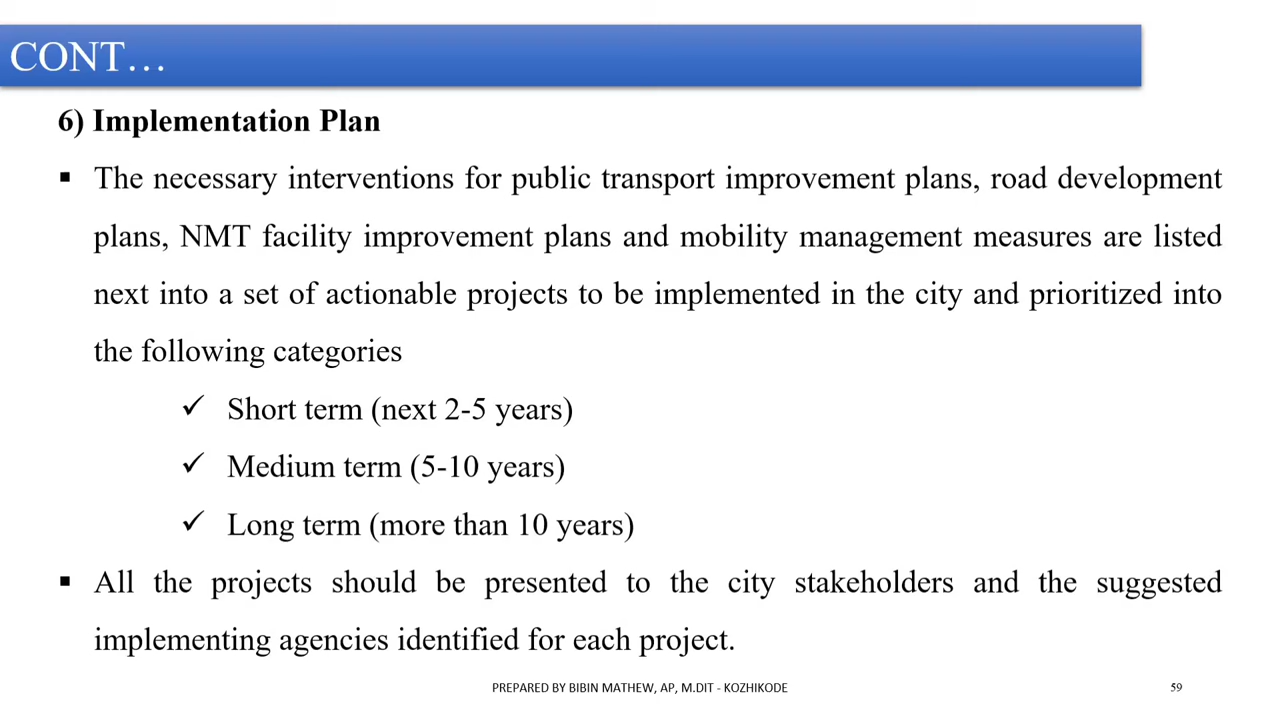 CONT…
6) Implementation Plan
▪ The necessary interventions for public transport improvement plans, road development
plans, NMT facility improvement plans and mobility management measures are listed
next into a set of actionable projects to be implemented in the city and prioritized into
the following categories
✓ Short term (next 2-5 years)
✓ Medium term (5-10 years)
✓ Long term (more than 10 years)
▪ All the projects should be presented to the city stakeholders and the suggested
implementing agencies identified for each project.
PREPARED BY BIBIN MATHEW, AP, M.DIT - KOZHIKODE
59